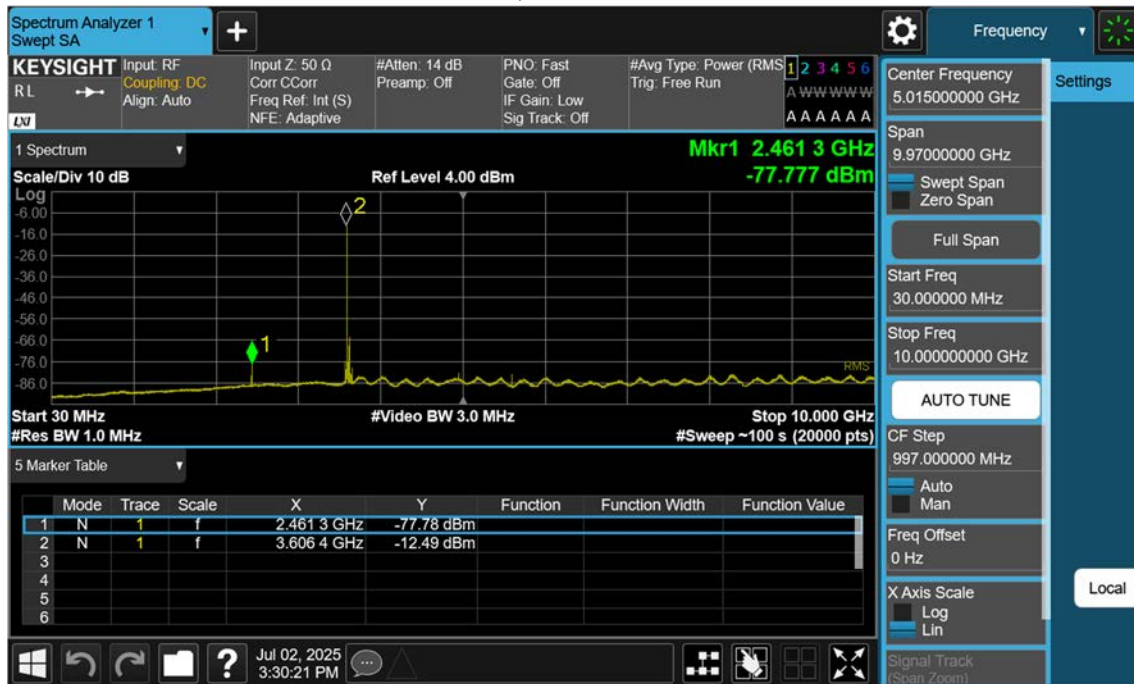 Spectrum Analyzer 1
Swept SA
Frequency
KEYSIGHT
RL
LXI
Input: RF
Coupling: DC
Align: Auto
Input Z: 50 Ω
Corr CCorr
Freq Ref: Int (S)
NFE: Adaptive
#Atten: 14 dB
Preamp: Off
PNO: Fast
Gate: Off
IF Gain: Low
Sig Track: Off
#Avg Type: Power (RMS
Trig: Free Run
1 2 3 4 5 6
A W W W W W
A A A A A A
1 Spectrum
Mkr1 2.461 3 GHz
Scale/Div 10 dB
Ref Level 4.00 dBm
-77.777 dBm
Log
-6.00
-16.0
-26.0
-36.0
-46.0
-56.0
-66.0
-76.0
-86.0
2
1
RMS
Start 30 MHz
#Video BW 3.0 MHz
Stop 10.000 GHz
#Res BW 1.0 MHz
#Sweep ~100 s (20000 pts)
5 Marker Table
Mode Trace Scale X Y Function Function Width Function Value
1 N 1 f 2.461 3 GHz -77.78 dBm
2 N 1 f 3.606 4 GHz -12.49 dBm
3
4
5
6
Jul 02, 2025
3:30:21 PM
Center Frequency
5.015000000 GHz
Span
9.97000000 GHz
Swept Span
Zero Span
Full Span
Start Freq
30.000000 MHz
Stop Freq
10.000000000 GHz
AUTO TUNE
CF Step
997.000000 MHz
Auto
Man
Freq Offset
0 Hz
X Axis Scale
Log
Lin
Signal Track
(Span Zoom)
Settings
Local